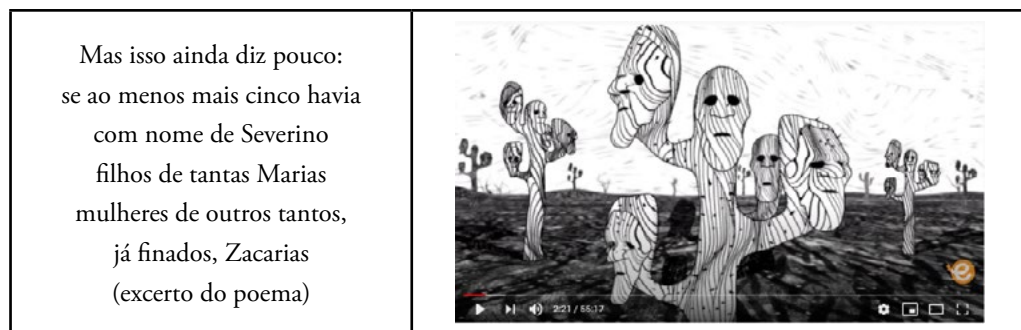 Mas isso ainda diz pouco:
se ao menos mais cinco havia
com nome de Severino
filhos de tantas Marias
mulheres de outros tantos,
já finados, Zacarias
(excerto do poema)
2:21 / 55:17